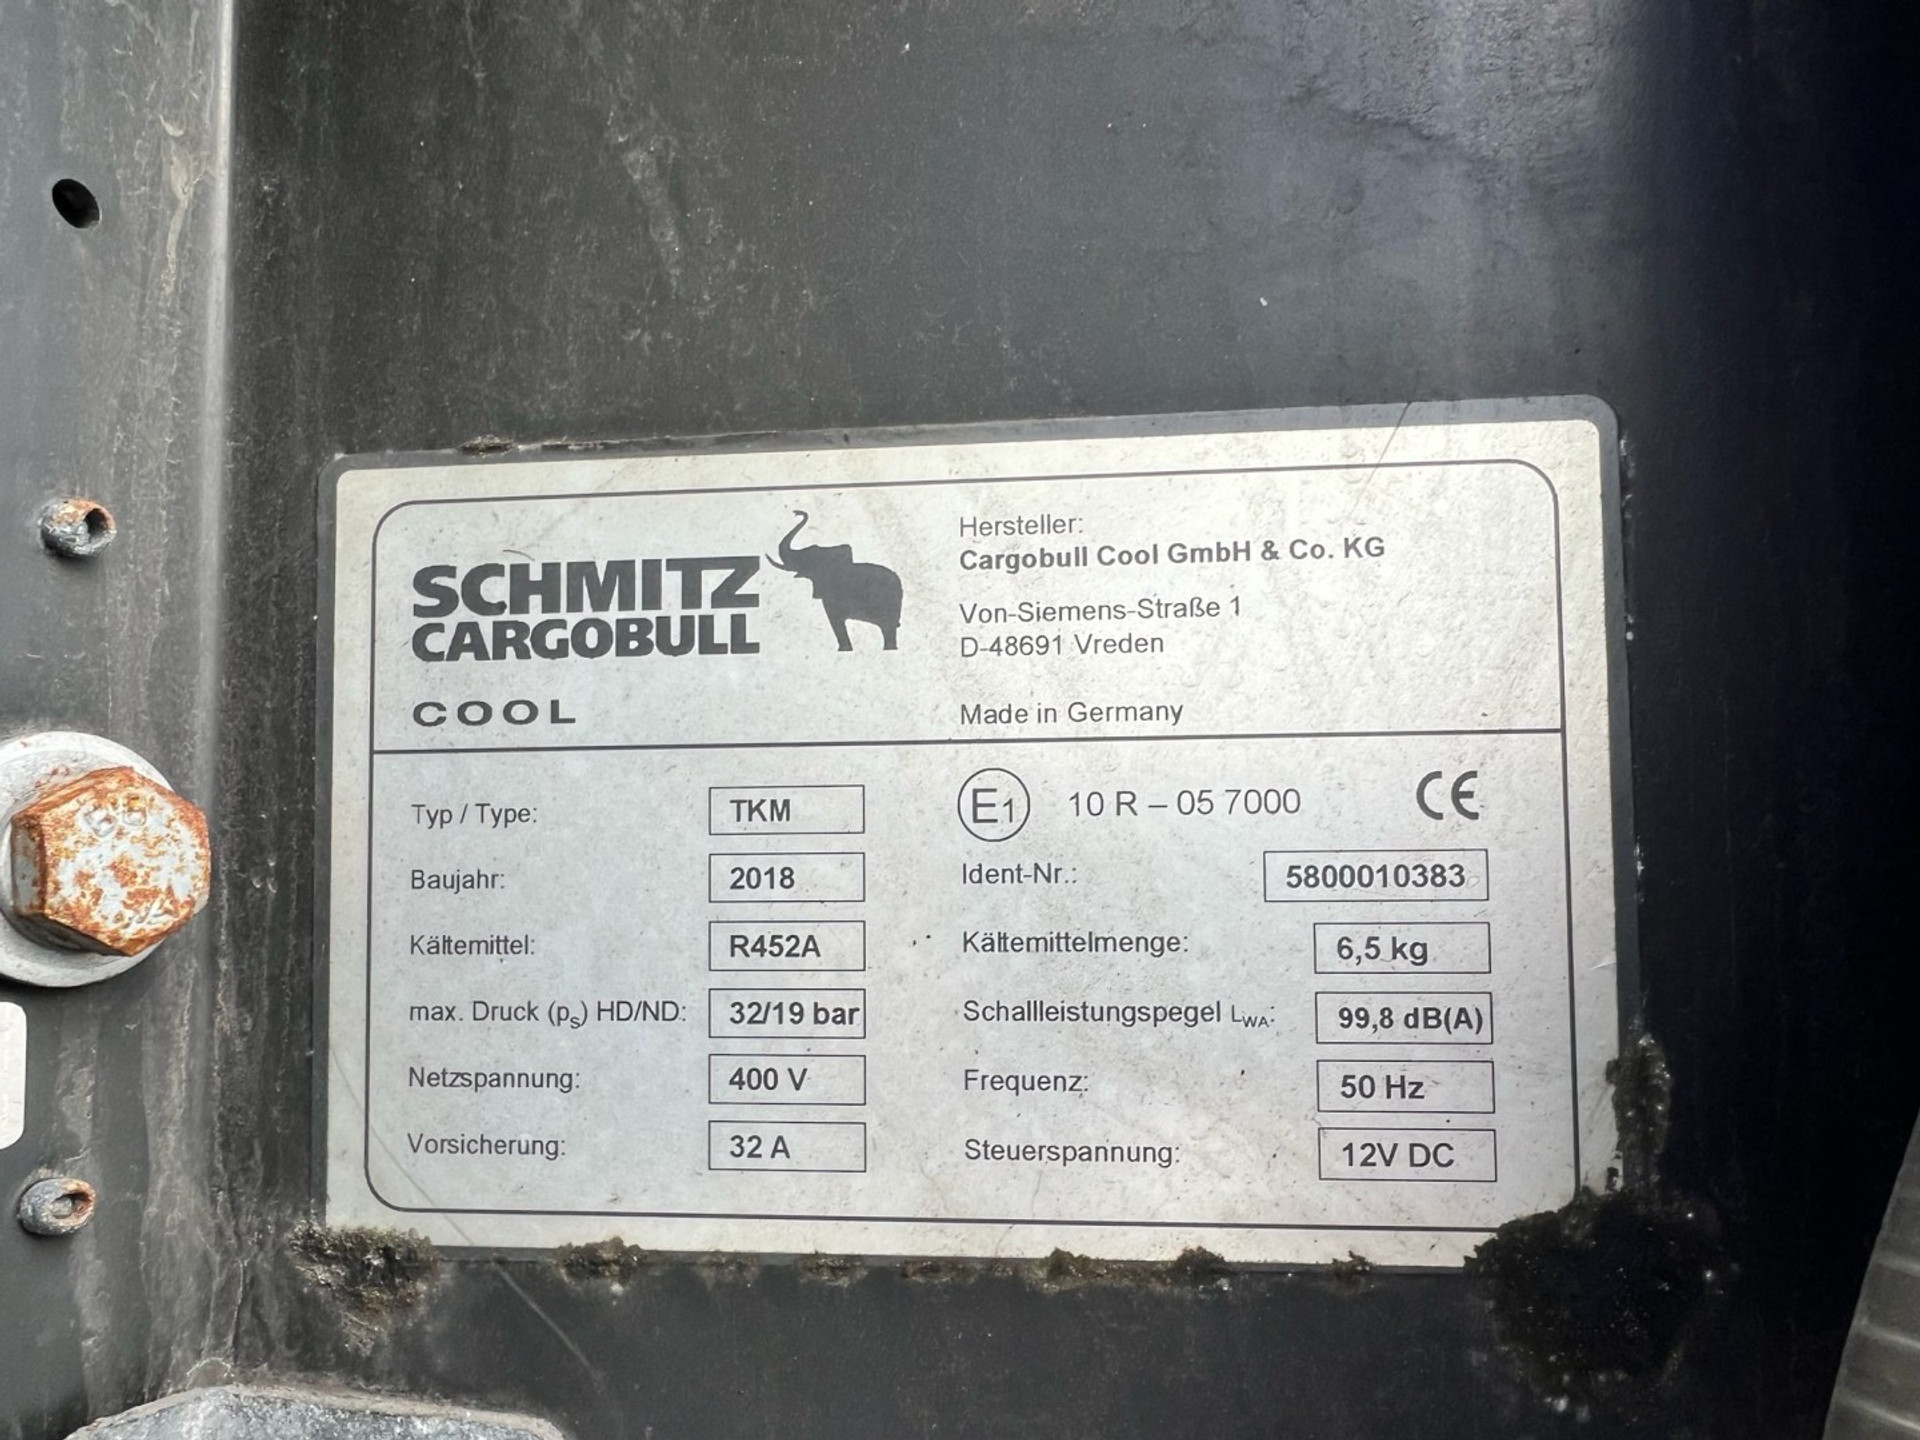 SCHMITZ
CARGOBULL
COOL
Hersteller:
Cargobull Cool GmbH & Co. KG
Von-Siemens-Straße 1
D-48691 Vreden
Made in Germany
Typ / Type: TKM
Baujahr: 2018
Kältemittel: R452A
max. Druck (ps) HD/ND: 32/19 bar
Netzspannung: 400 V
Vorsicherung: 32 A
E1 10 R – 05 7000 CE
Ident-Nr.: 5800010383
Kältemittelmenge: 6,5 kg
Schallleistungspegel LWA: 99,8 dB(A)
Frequenz: 50 Hz
Steuerspannung: 12V DC